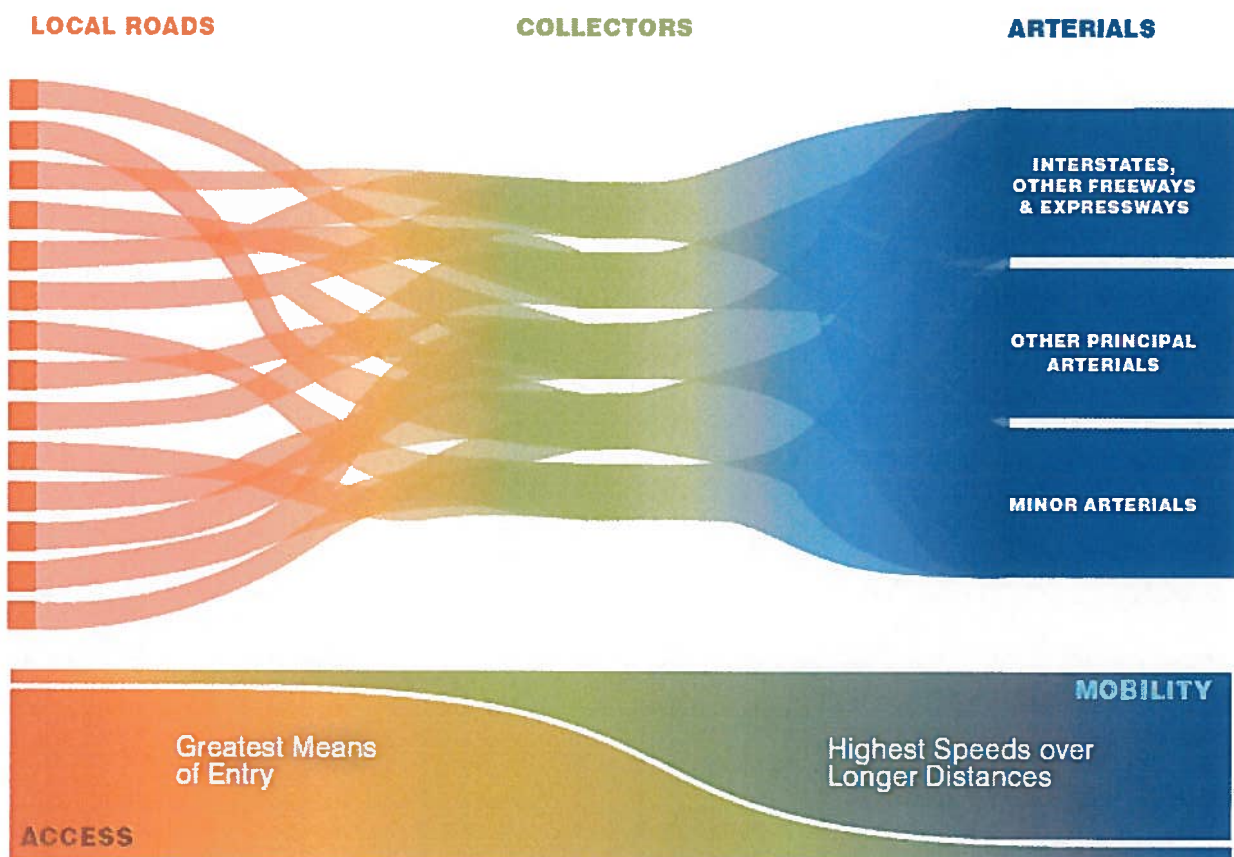 LOCAL ROADS
COLLECTORS
ARTERIALS
INTERSTATES,
OTHER FREEWAYS
& EXPRESSWAYS
OTHER PRINCIPAL
ARTERIALS
MINOR ARTERIALS
MOBILITY
Greatest Means
of Entry
Highest Speeds over
Longer Distances
ACCESS